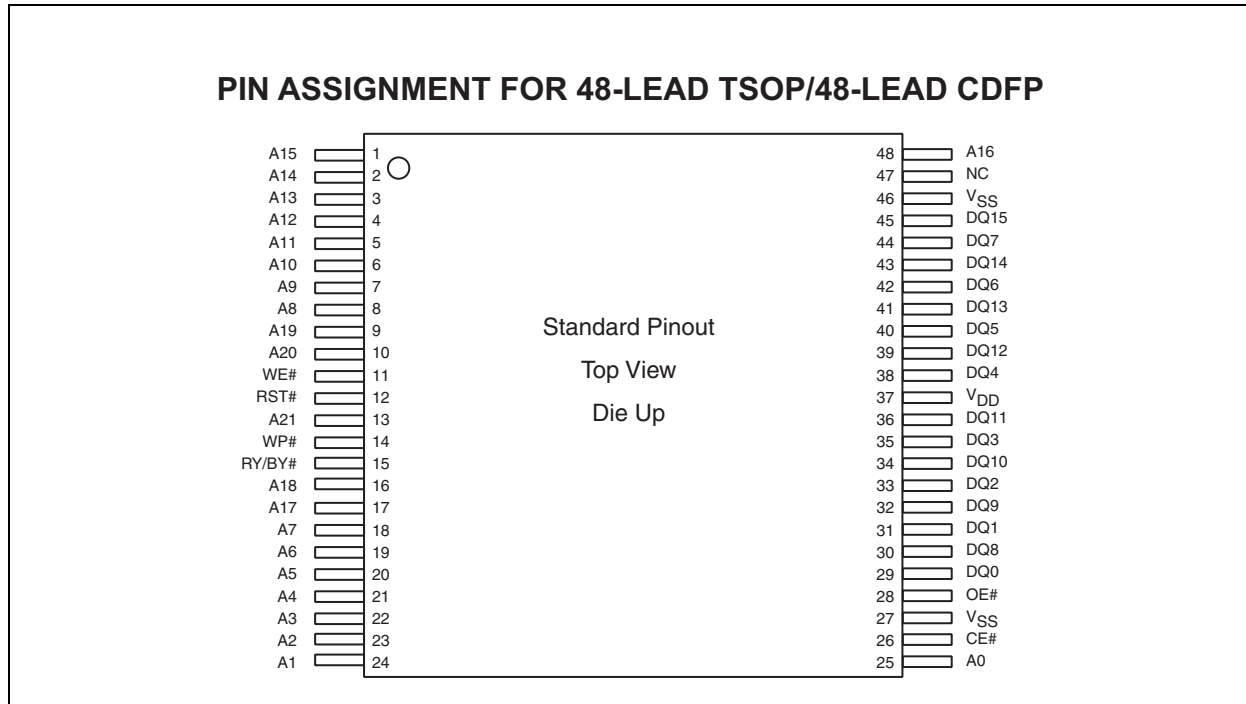 PIN ASSIGNMENT FOR 48-LEAD TSOP/48-LEAD CDFP
A15 1 48 A16
A14 2 47 NC
A13 3 46 VSS
A12 4 45 DQ15
A11 5 44 DQ7
A10 6 43 DQ14
A9 7 42 DQ6
A8 8 41 DQ13
A19 9 40 DQ5
A20 10 39 DQ12
WE# 11 38 DQ4
RST# 12 37 VDD
A21 13 36 DQ11
WP# 14 35 DQ3
RY/BY# 15 34 DQ10
A18 16 33 DQ2
A17 17 32 DQ9
A7 18 31 DQ1
A6 19 30 DQ8
A5 20 29 DQ0
A4 21 28 OE#
A3 22 27 VSS
A2 23 26 CE#
A1 24 25 A0
Standard Pinout
Top View
Die Up